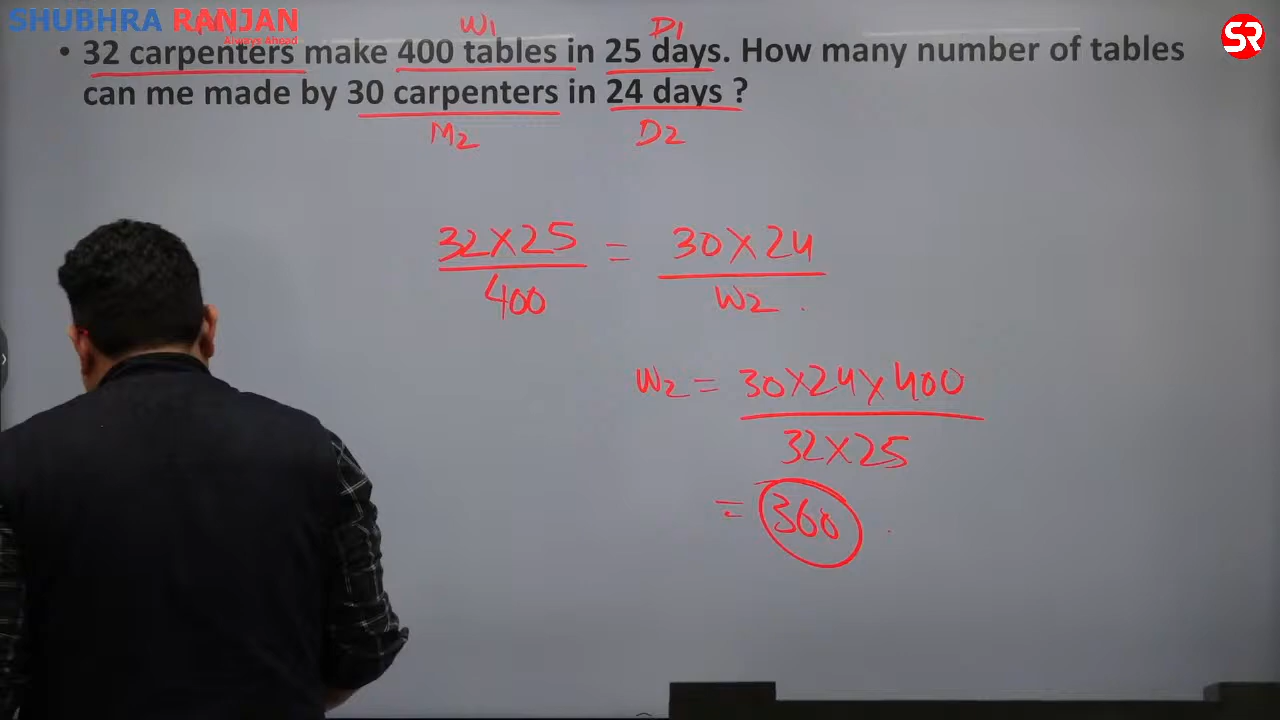 SHUBHRA RANJAN
Always Ahead
SR
W1 D1
• 32 carpenters make 400 tables in 25 days. How many number of tables
can me made by 30 carpenters in 24 days ?
M2 D2
32×25 = 30×24
400 W2
W2 = 30×24×400
32×25
= 360